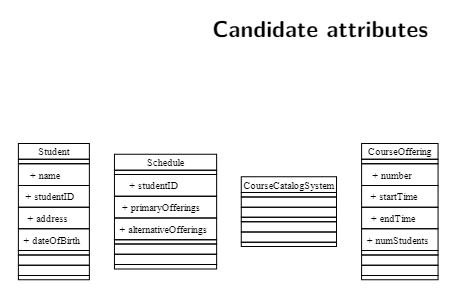 Candidate attributes
Student
+ name
+ studentID
+ address
+ dateOfBirth
Schedule
+ studentID
+ primaryOfferings
+ alternativeOfferings
CourseCatalogSystem
CourseOffering
+ number
+ startTime
+ endTime
+ numStudents